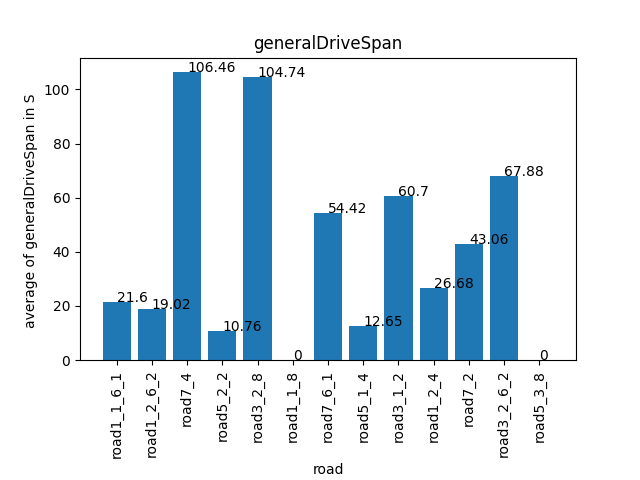 generalDriveSpan
average of generalDriveSpan in S
100
80
60
40
20
0
21.6
19.02
106.46
10.76
104.74
0
54.42
12.65
60.7
26.68
43.06
67.88
0
road1_1_6_1
road1_2_6_2
road7_4
road5_2_2
road3_2_8
road1_1_8
road7_6_1
road5_1_4
road3_1_2
road1_2_4
road7_2
road3_2_6_2
road5_3_8
road